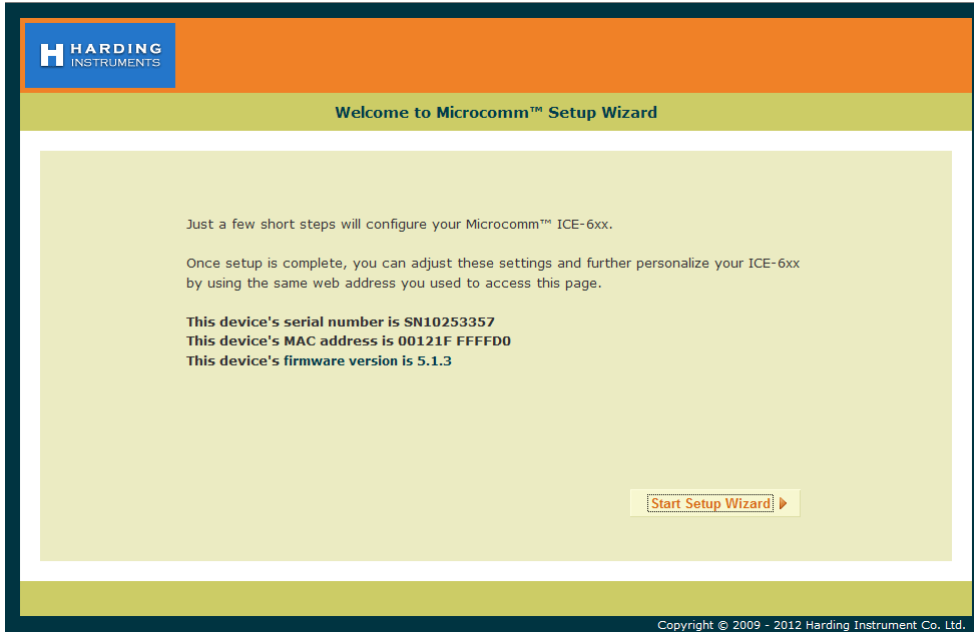 HARDING
INSTRUMENTS
Welcome to Microcomm™ Setup Wizard
Just a few short steps will configure your Microcomm™ ICE-6xx.
Once setup is complete, you can adjust these settings and further personalize your ICE-6xx
by using the same web address you used to access this page.
This device's serial number is SN10253357
This device's MAC address is 00121F FFFFD0
This device's firmware version is 5.1.3
Start Setup Wizard
Copyright © 2009 - 2012 Harding Instrument Co. Ltd.